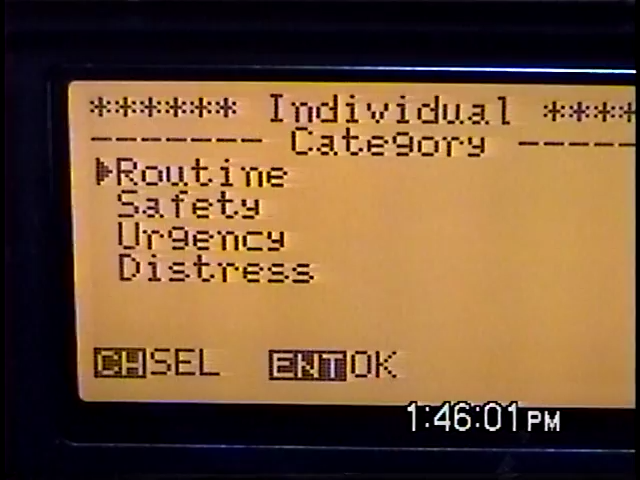 ****** Individual ****
------- Category -----
Routine
Safety
Urgency
Distress
CH SEL ENT OK
1:46:01 PM